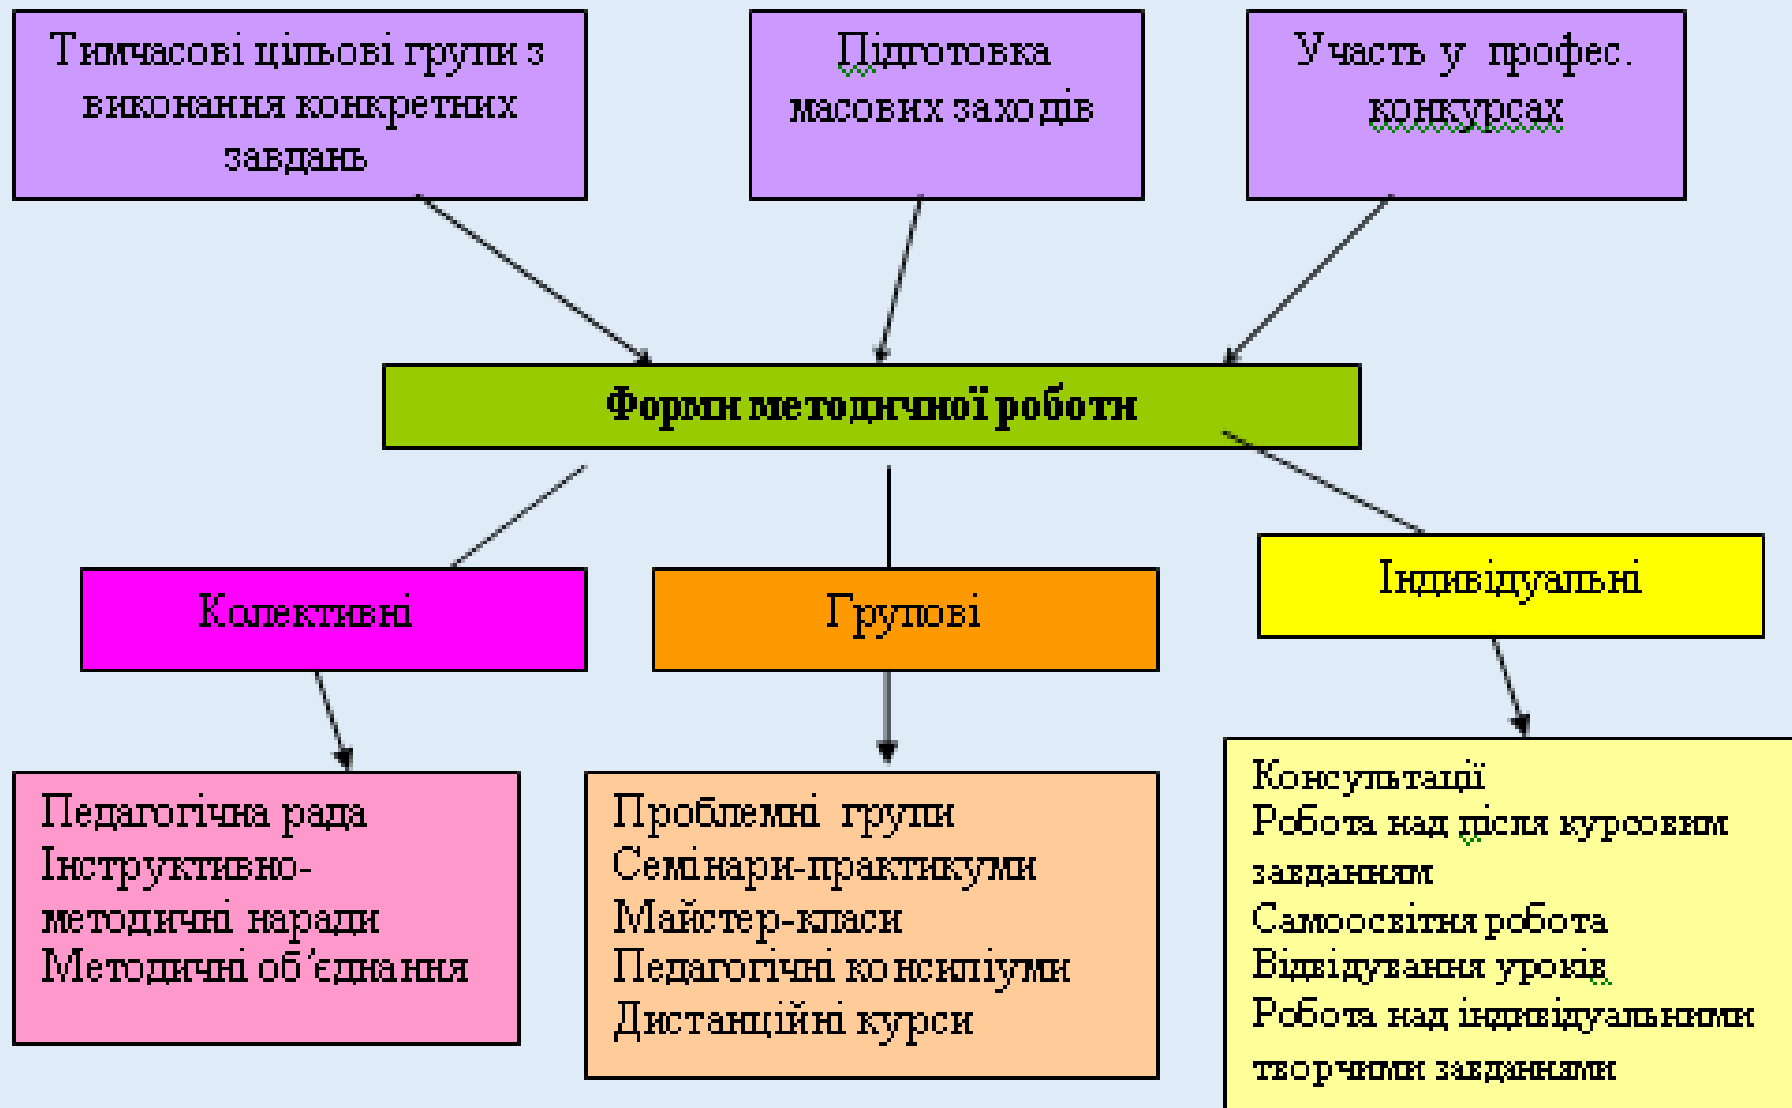 Тимчасові цільові групи з
виконання конкретних
завдань
Підготовка
масових заходів
Участь у профес.
конкурсах
Форми методичної роботи
Колективні
Групові
Індивідуальні
Педагогічна рада
Інструктивно-
методичні наради
Методичні об'єднання
Проблемні групи
Семінари-практикуми
Майстер-класи
Педагогічні консиліуми
Дистанційні курси
Консультації
Робота над після курсовим
завданням
Самоосвітня робота
Відвідування уроків
Робота над індивідуальними
творчими завданнями